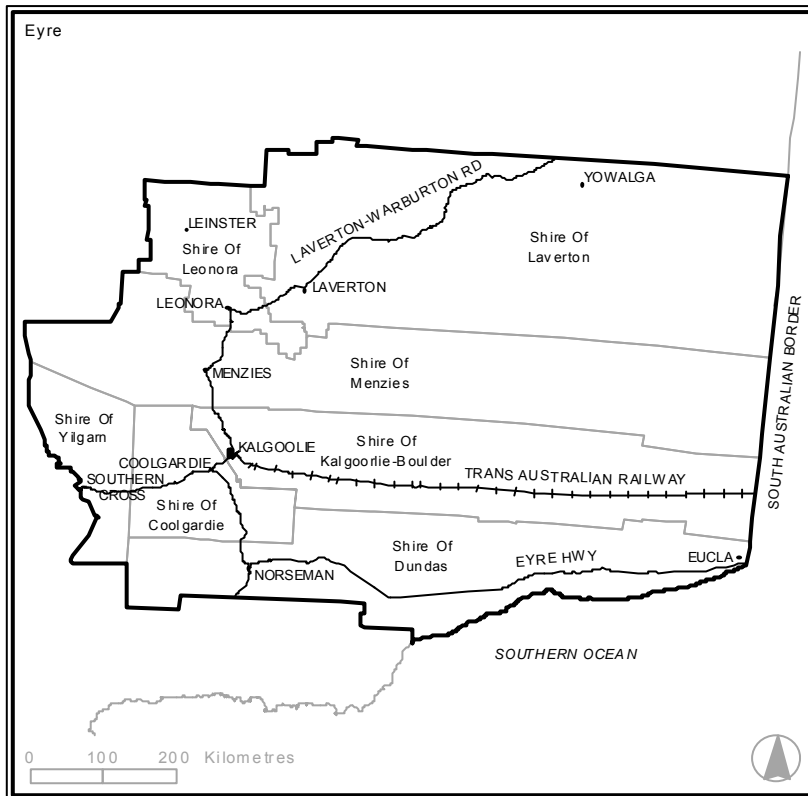 Eyre
LAVERTON-WARBURTON RD
YOWALGA
LEINSTER
Shire Of
Leonora
Shire Of
Laverton
LAVERTON
LEONORA
SOUTH AUSTRALIAN BORDER
MENZIES
Shire Of
Menzies
Shire Of
Yilgarn
KALGOOLIE
Shire Of
Kalgoorlie-Boulder
COOLGARDIE
TRANS AUSTRALIAN RAILWAY
SOUTHERN
CROSS
Shire Of
Coolgardie
Shire Of
Dundas
EYRE HWY
EUCLA
NORSEMAN
SOUTHERN OCEAN
0 100 200 Kilometres